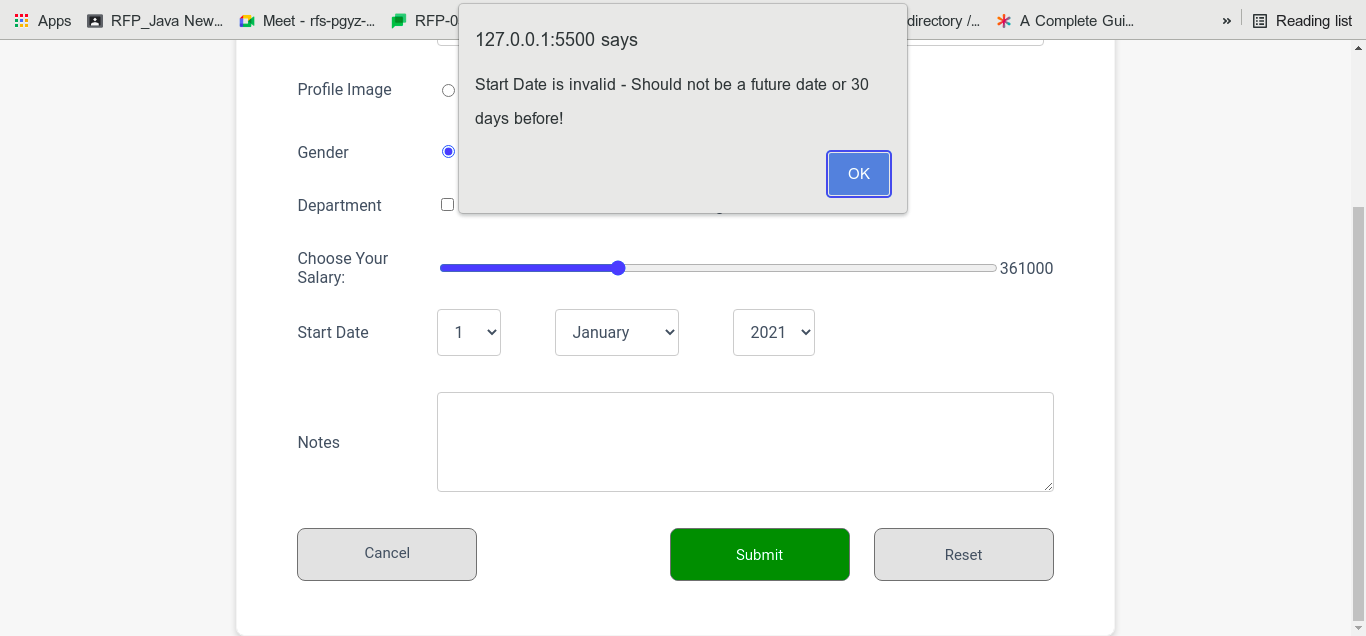 Apps RFP_Java New... Meet - rfs-pgyz-... RFP-0 directory /... A Complete Gui... » Reading list
127.0.0.1:5500 says
Start Date is invalid - Should not be a future date or 30
days before!
OK
Profile Image
Gender
Department
Choose Your
Salary:
361000
Start Date 1 January 2021
Notes
Cancel Submit Reset